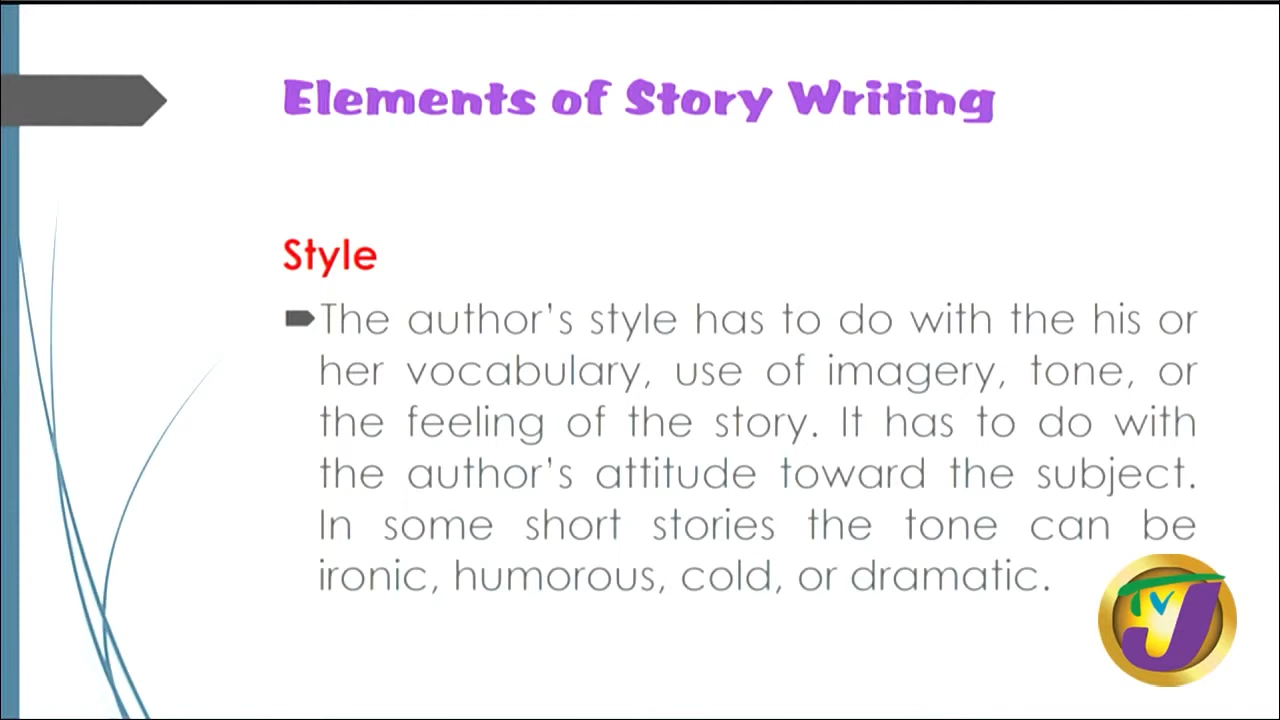 Elements of Story Writing
Style
The author's style has to do with the his or
her vocabulary, use of imagery, tone, or
the feeling of the story. It has to do with
the author's attitude toward the subject.
In some short stories the tone can be
ironic, humorous, cold, or dramatic.
TVJ